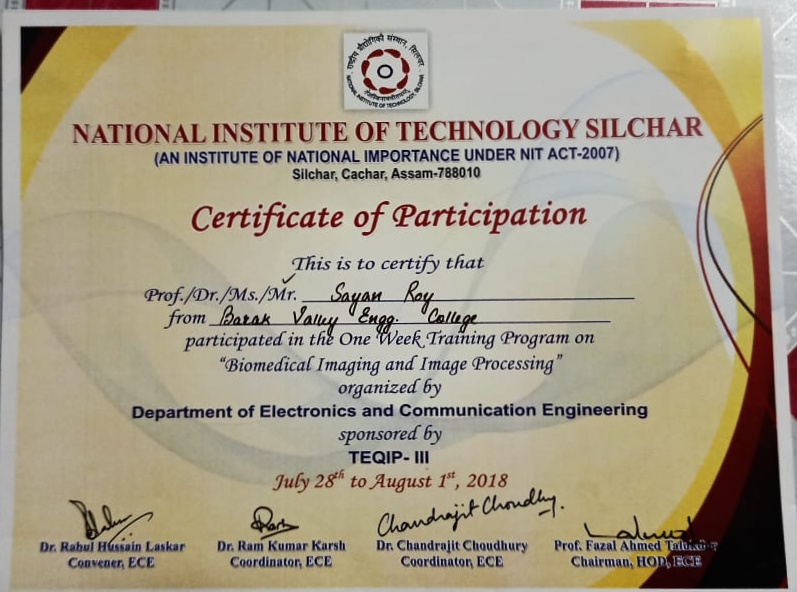 राष्ट्रीय प्रौद्योगिकी संस्थान, सिलचर
NATIONAL INSTITUTE OF TECHNOLOGY, SILCHAR
NATIONAL INSTITUTE OF TECHNOLOGY SILCHAR
(AN INSTITUTE OF NATIONAL IMPORTANCE UNDER NIT ACT-2007)
Silchar, Cachar, Assam-788010
Certificate of Participation
This is to certify that
Prof./Dr./Ms./Mr. Sayan Roy
from Barak Valley Engg. College
participated in the One Week Training Program on
"Biomedical Imaging and Image Processing"
organized by
Department of Electronics and Communication Engineering
sponsored by
TEQIP- III
July 28th to August 1st, 2018
Chandrajit Choudhury.
Dr. Rabul Hussain Laskar Dr. Ram Kumar Karsh Dr. Chandrajit Choudhury Prof. Fazal Ahmed
Convener, ECE Coordinator, ECE Coordinator, ECE Chairman, HOD, ECE